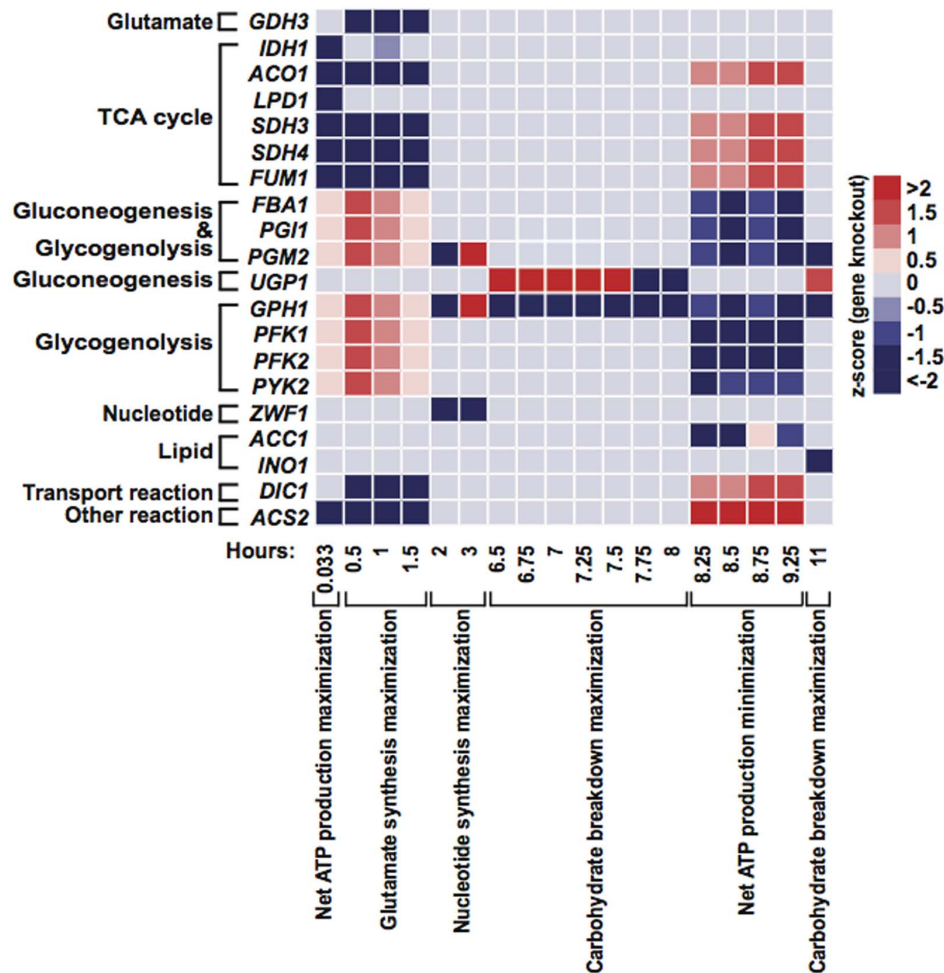 Glutamate GDH3
IDH1
ACO1
LPD1
TCA cycle
SDH3
SDH4
FUM1
Gluconeogenesis
&
Glycogenolysis
FBA1
PGI1
PGM2
Gluconeogenesis UGP1
GPH1
Glycogenolysis
PFK1
PFK2
PYK2
Nucleotide ZWF1
Lipid
ACC1
INO1
Transport reaction DIC1
Other reaction ACS2
>2
1.5
1
0.5
0
-0.5
-1
-1.5
<-2
z-score (gene knockout)
Hours: 0.033 0.5 1 1.5 2 3 6.5 6.75 7 7.25 7.5 7.75 8 8.25 8.5 8.75 9.25 11
Net ATP production maximization
Glutamate synthesis maximization
Nucleotide synthesis maximization
Carbohydrate breakdown maximization
Net ATP production minimization
Carbohydrate breakdown maximization